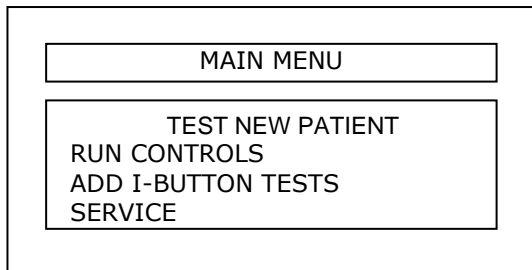 MAIN MENU
TEST NEW PATIENT
RUN CONTROLS
ADD I-BUTTON TESTS
SERVICE